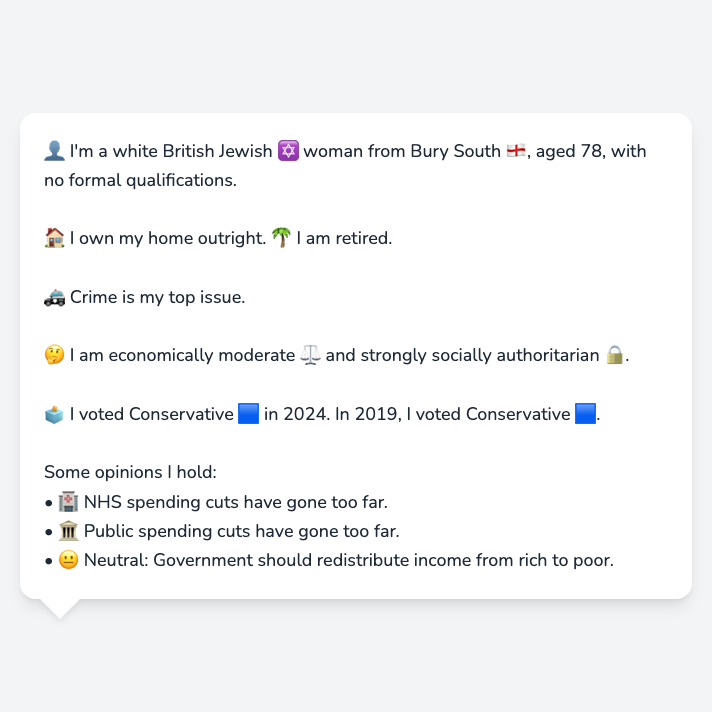 👤 I'm a white British Jewish ✡️ woman from Bury South 🏴󠁧󠁢󠁥󠁮󠁧󠁿, aged 78, with
no formal qualifications.
🏠 I own my home outright. 🌴 I am retired.
🚓 Crime is my top issue.
🤔 I am economically moderate ⚖️ and strongly socially authoritarian 🔒.
🗳️ I voted Conservative 🟦 in 2024. In 2019, I voted Conservative 🟦.
Some opinions I hold:
• 🏥 NHS spending cuts have gone too far.
• 🏛️ Public spending cuts have gone too far.
• 😐 Neutral: Government should redistribute income from rich to poor.